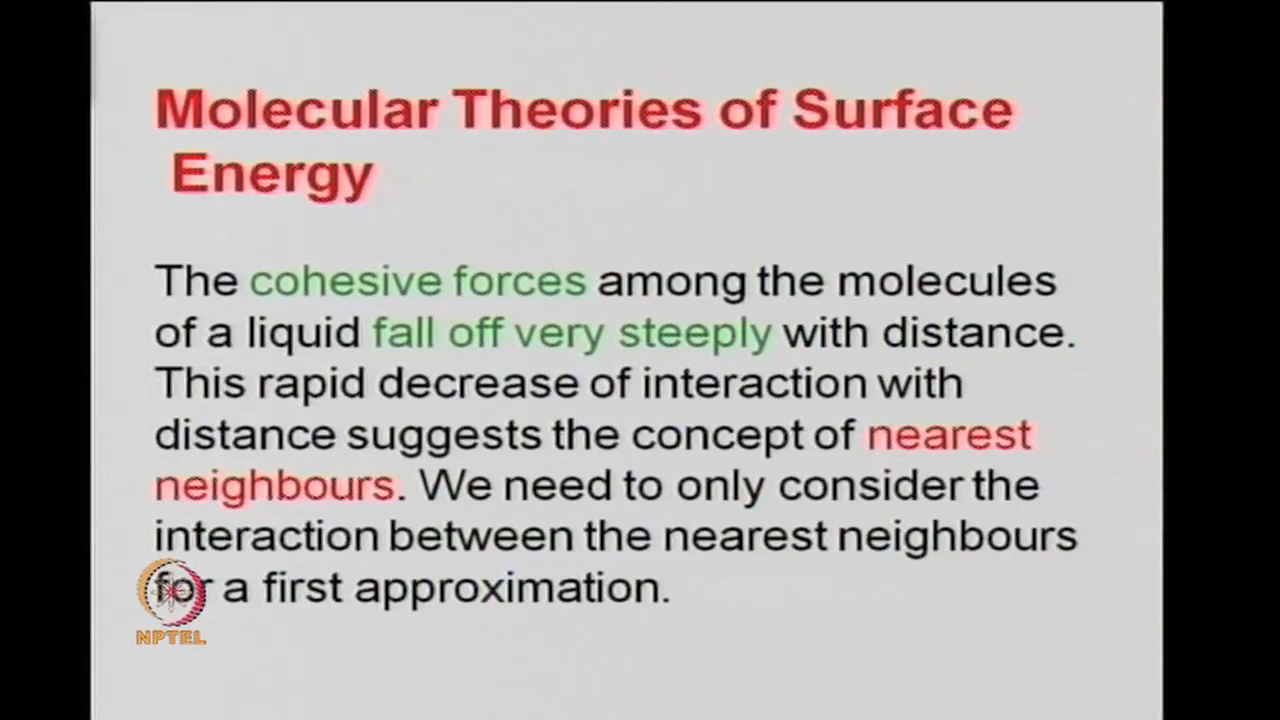 Molecular Theories of Surface
Energy
The cohesive forces among the molecules
of a liquid fall off very steeply with distance.
This rapid decrease of interaction with
distance suggests the concept of nearest
neighbours. We need to only consider the
interaction between the nearest neighbours
for a first approximation.
NPTEL